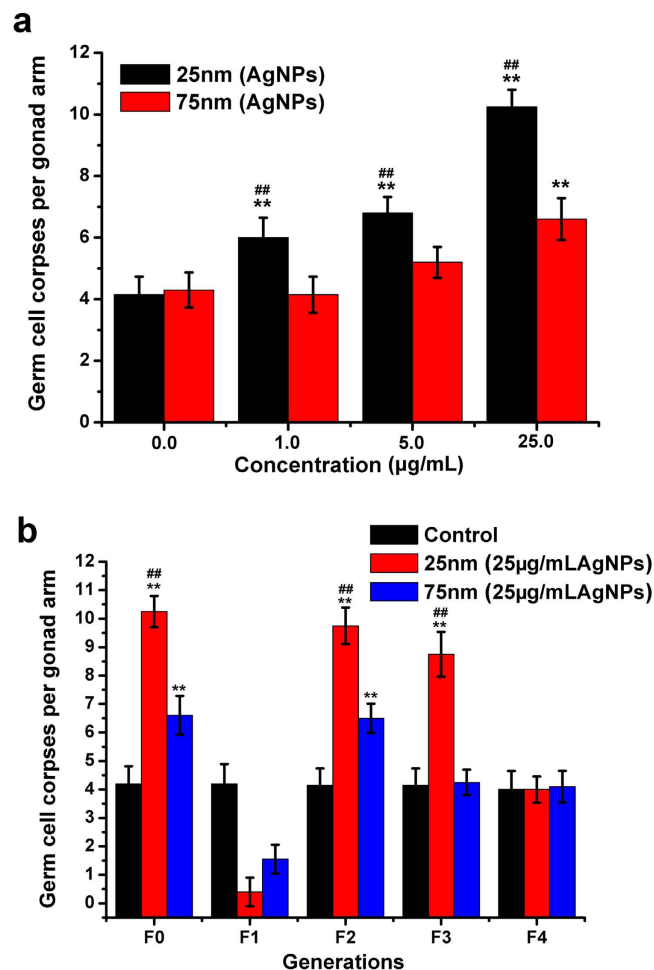 a
25nm (AgNPs)
75nm (AgNPs)
Germ cell corpses per gonad arm
12
10
8
6
4
2
0
##
**
##
**
##
**
**
0.0 1.0 5.0 25.0
Concentration (µg/mL)
b
Control
25nm (25µg/mLAgNPs)
75nm (25µg/mLAgNPs)
Germ cell corpses per gonad arm
12
11
10
9
8
7
6
5
4
3
2
1
0
##
**
**
##
**
**
##
**
F0 F1 F2 F3 F4
Generations